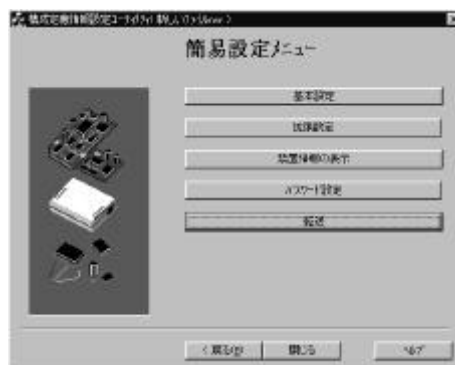 簡易設定メニュー
基本設定
拡張設定
装置情報の表示
パスワード設定
転送
< 戻る(B)
閉じる
ヘルプ